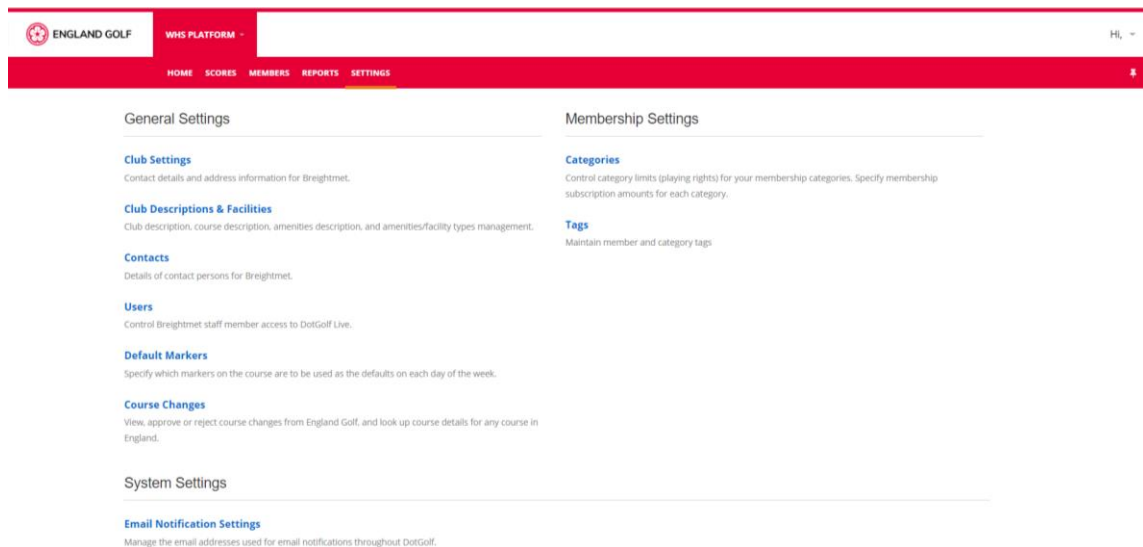 ENGLAND GOLF
WHS PLATFORM
Hi,
HOME SCORES MEMBERS REPORTS SETTINGS
General Settings
Club Settings
Contact details and address information for Breightmet.
Club Descriptions & Facilities
Club description, course description, amenities description, and amenities/facility types management.
Contacts
Details of contact persons for Breightmet.
Users
Control Breightmet staff member access to DotGolf Live.
Default Markers
Specify which markers on the course are to be used as the defaults on each day of the week.
Course Changes
View, approve or reject course changes from England Golf, and look up course details for any course in
England.
Membership Settings
Categories
Control category limits (playing rights) for your membership categories. Specify membership
subscription amounts for each category.
Tags
Maintain member and category tags
System Settings
Email Notification Settings
Manage the email addresses used for email notifications throughout DotGolf.